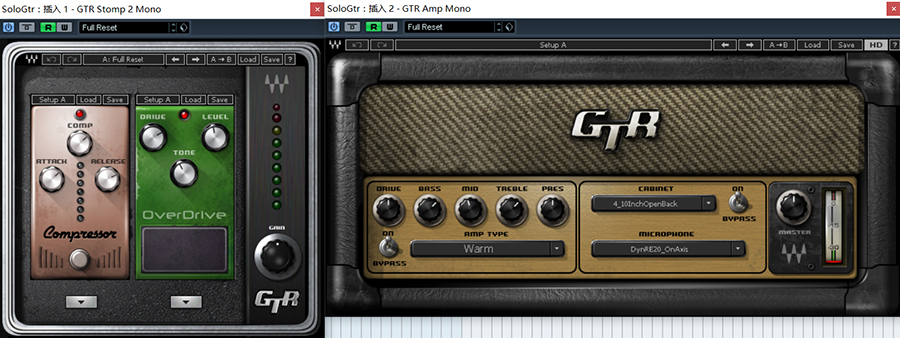 SoloGtr：插入 1 - GTR Stomp 2 Mono
Full Reset
A: Full Reset
A→B
Load
Save
?
Setup A
Load
Save
Setup A
Load
Save
COMP
ATTACK
RELEASE
Compressor
DRIVE
LEVEL
TONE
OverDrive
GAIN
GTR
SoloGtr：插入 2 - GTR Amp Mono
Full Reset
Setup A
A→B
Load
Save
HD
?
GTR
DRIVE BASS MID TREBLE PRES
ON
BYPASS
AMP TYPE
Warm
CABINET
4_10InchOpenBack
ON
BYPASS
MICROPHONE
DynRE20_OnAxis
MASTER